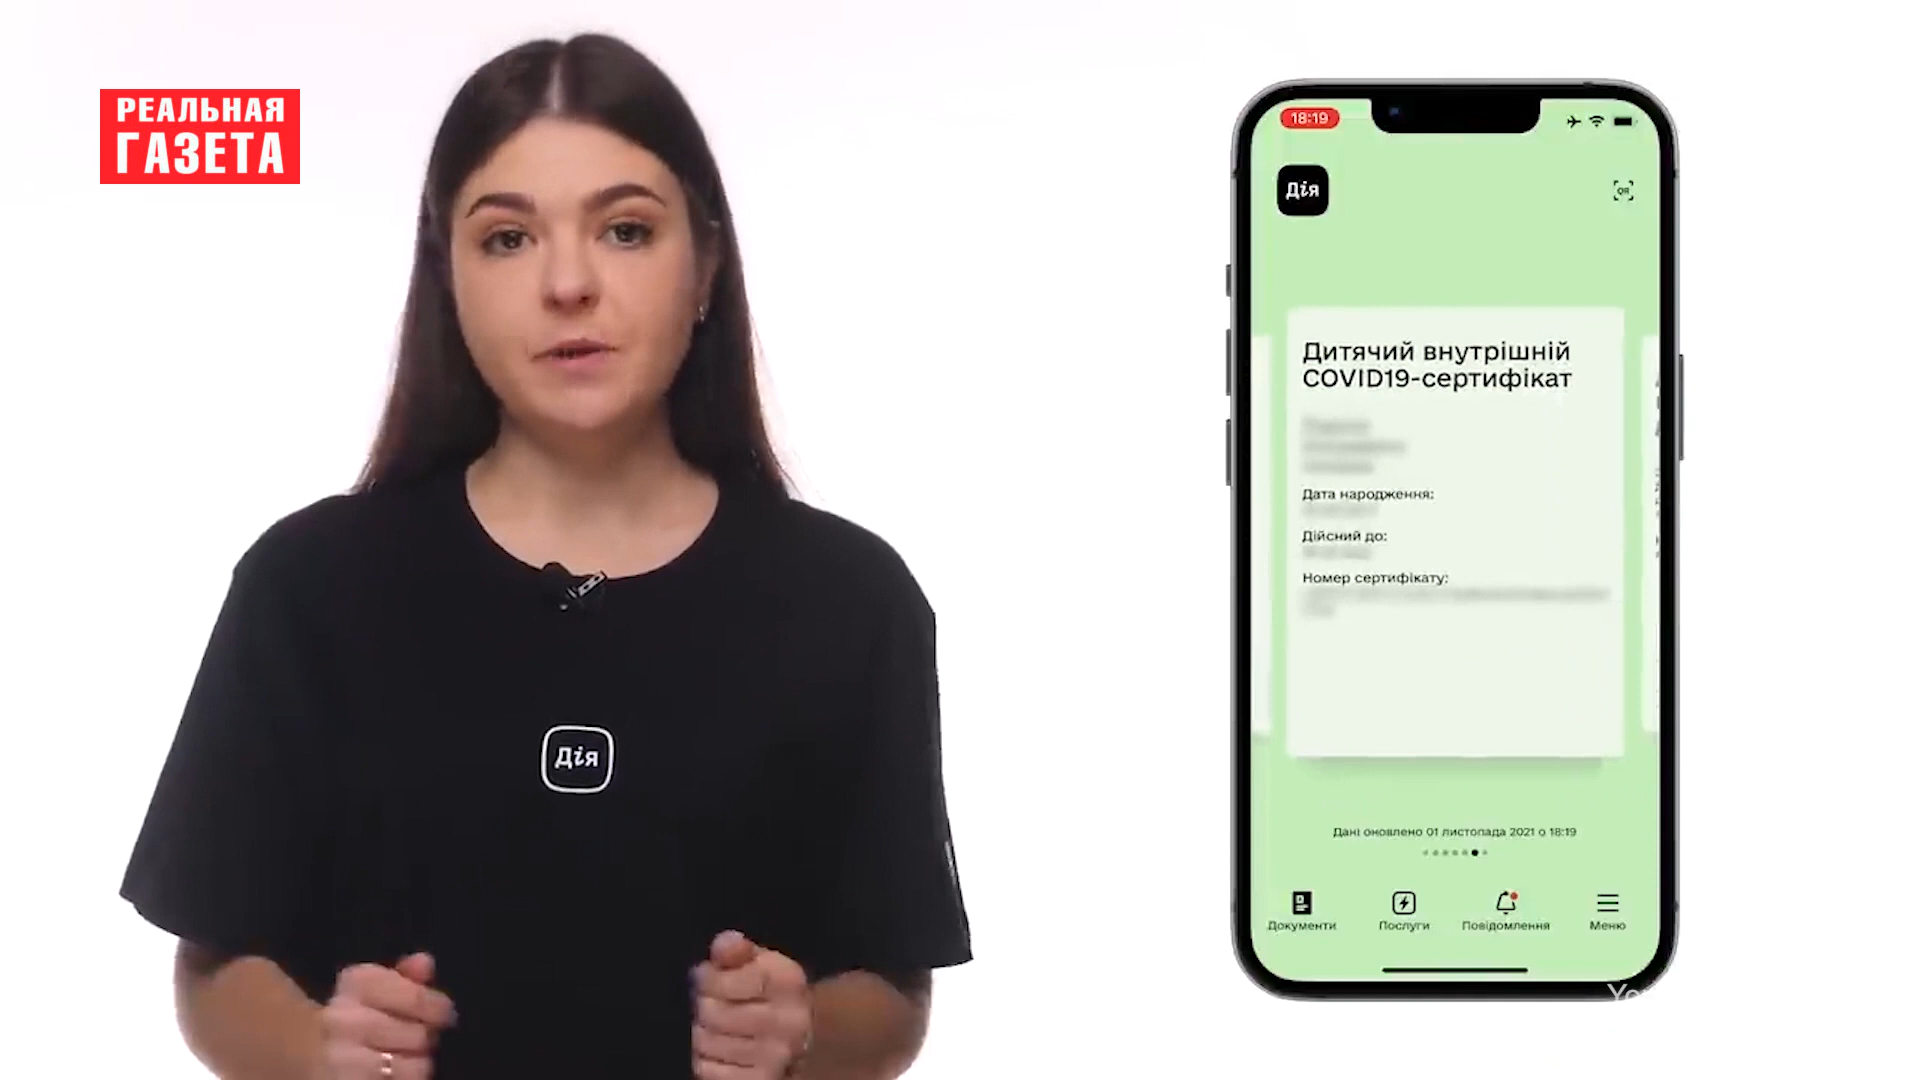 РЕАЛЬНАЯ
ГАЗЕТА
Дія
18:19
Дія
QR
Дитячий внутрішній
COVID19-сертифікат
Дата народження:
Дійсний до:
Номер сертифікату:
Дані оновлено 01 листопада 2021 о 18:19
Документи
Послуги
Повідомлення
Меню